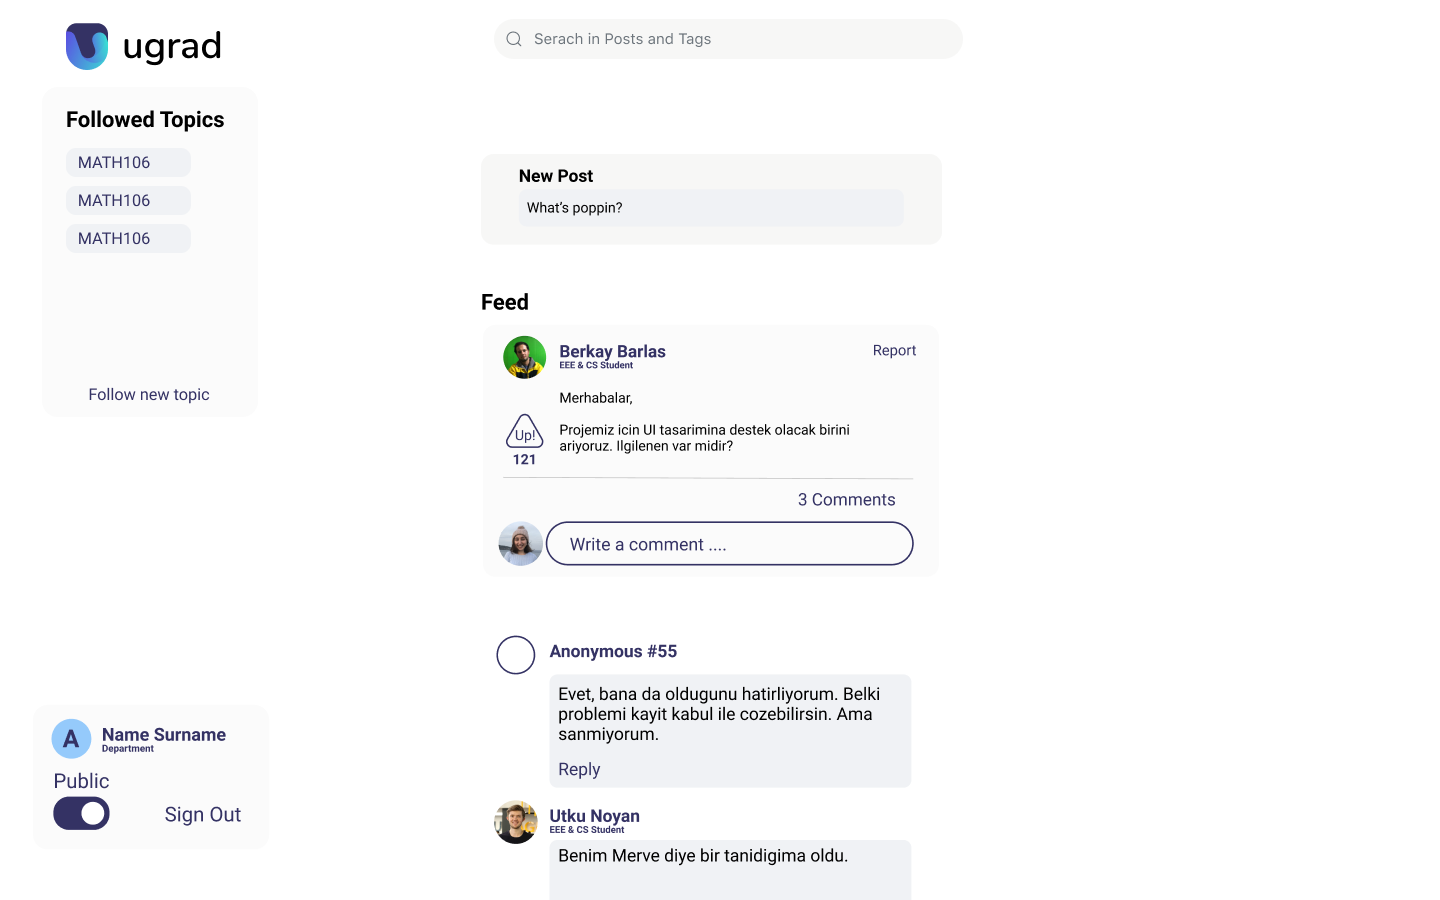 ugrad
Serach in Posts and Tags
Followed Topics
MATH106
MATH106
MATH106
Follow new topic
New Post
What's poppin?
Feed
Berkay Barlas
EEE & CS Student
Report
Merhabalar,
Projemiz icin UI tasarimina destek olacak birini
ariyoruz. Ilgilenen var midir?
Up!
121
3 Comments
Write a comment ....
Anonymous #55
Evet, bana da oldugunu hatirliyorum. Belki
problemi kayit kabul ile cozebilirsin. Ama
sanmiyorum.
Reply
Utku Noyan
EEE & CS Student
Benim Merve diye bir tanidigima oldu.
A
Name Surname
Department
Public
Sign Out